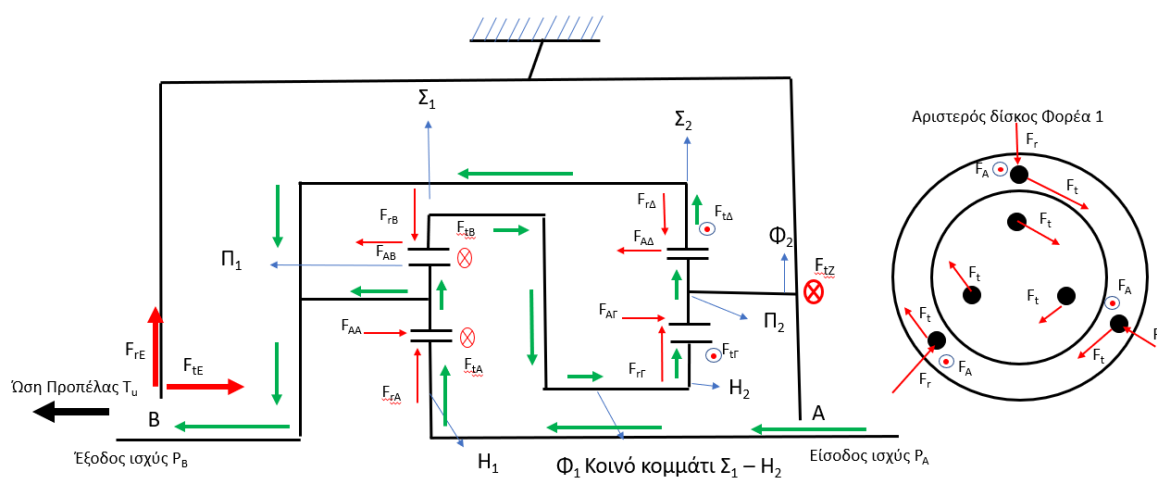 Σ1
Σ2
Αριστερός δίσκος Φορέα 1
Fr
FA
Ft
Ft
Ft
Ft
FA
Ft
Ft
Fr
FA
F
FrB
FtB
FAB
Π1
FrΔ
FtΔ
FAΔ
Φ2
FtZ
FAA
FtA
FrA
FAΓ
Π2
FtΓ
FrΓ
H2
FrE
FtE
Ώση Προπέλας Tu
B
A
Έξοδος ισχύς PB
H1
Φ1 Κοινό κομμάτι Σ1 – H2
Είσοδος ισχύς PA